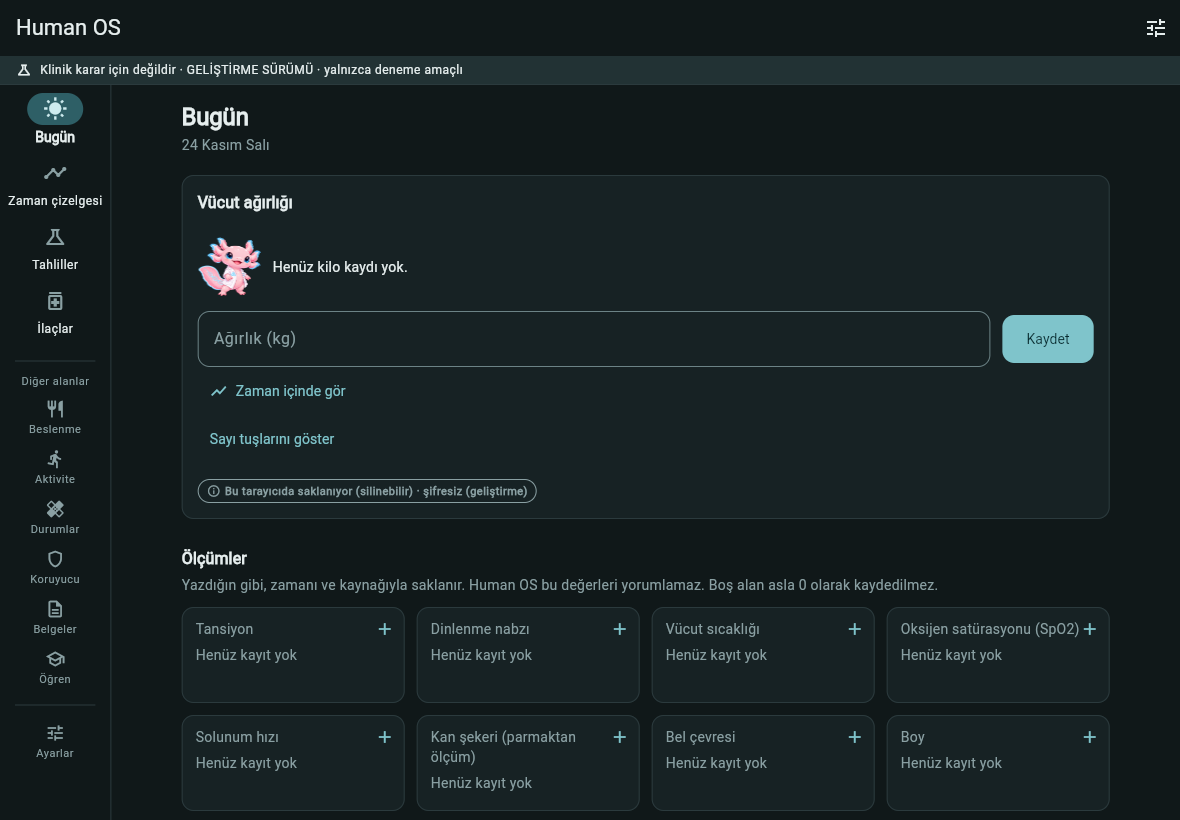 Human OS
Klinik karar için değildir · GELİŞTİRME SÜRÜMÜ · yalnızca deneme amaçlı
Bugün
Zaman çizelgesi
Tahliller
İlaçlar
Diğer alanlar
Beslenme
Aktivite
Durumlar
Koruyucu
Belgeler
Öğren
Ayarlar
Bugün
24 Kasım Salı
Vücut ağırlığı
Henüz kilo kaydı yok.
Ağırlık (kg)
Kaydet
Zaman içinde gör
Sayı tuşlarını göster
Bu tarayıcıda saklanıyor (silinebilir) · şifresiz (geliştirme)
Ölçümler
Yazdığın gibi, zamanı ve kaynağıyla saklanır. Human OS bu değerleri yorumlamaz. Boş alan asla 0 olarak kaydedilmez.
Tansiyon
Henüz kayıt yok
Dinlenme nabzı
Henüz kayıt yok
Vücut sıcaklığı
Henüz kayıt yok
Oksijen satürasyonu (SpO2)
Henüz kayıt yok
Solunum hızı
Henüz kayıt yok
Kan şekeri (parmaktan
ölçüm)
Henüz kayıt yok
Bel çevresi
Henüz kayıt yok
Boy
Henüz kayıt yok